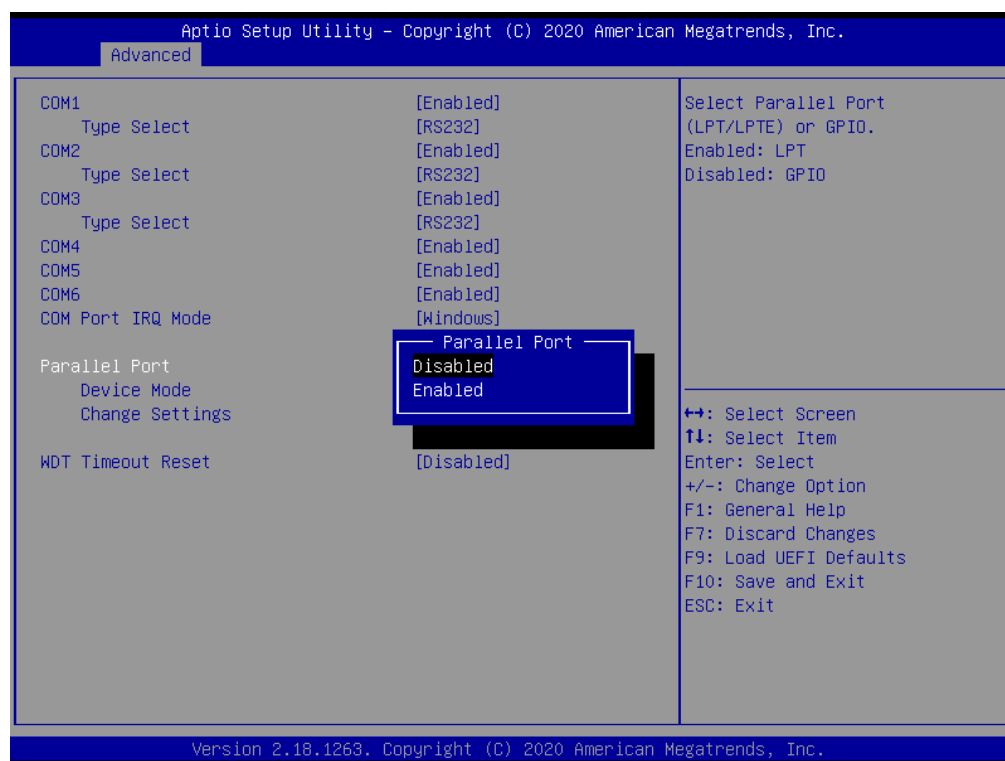 Aptio Setup Utility – Copyright (C) 2020 American Megatrends, Inc.
Advanced
COM1 [Enabled]
Type Select [RS232]
COM2 [Enabled]
Type Select [RS232]
COM3 [Enabled]
Type Select [RS232]
COM4 [Enabled]
COM5 [Enabled]
COM6 [Enabled]
COM Port IRQ Mode [Windows]
Parallel Port
Device Mode
Change Settings
WDT Timeout Reset [Disabled]
Parallel Port
Disabled
Enabled
Select Parallel Port
(LPT/LPTE) or GPIO.
Enabled: LPT
Disabled: GPIO
↔: Select Screen
↑↓: Select Item
Enter: Select
+/-: Change Option
F1: General Help
F7: Discard Changes
F9: Load UEFI Defaults
F10: Save and Exit
ESC: Exit
Version 2.18.1263. Copyright (C) 2020 American Megatrends, Inc.